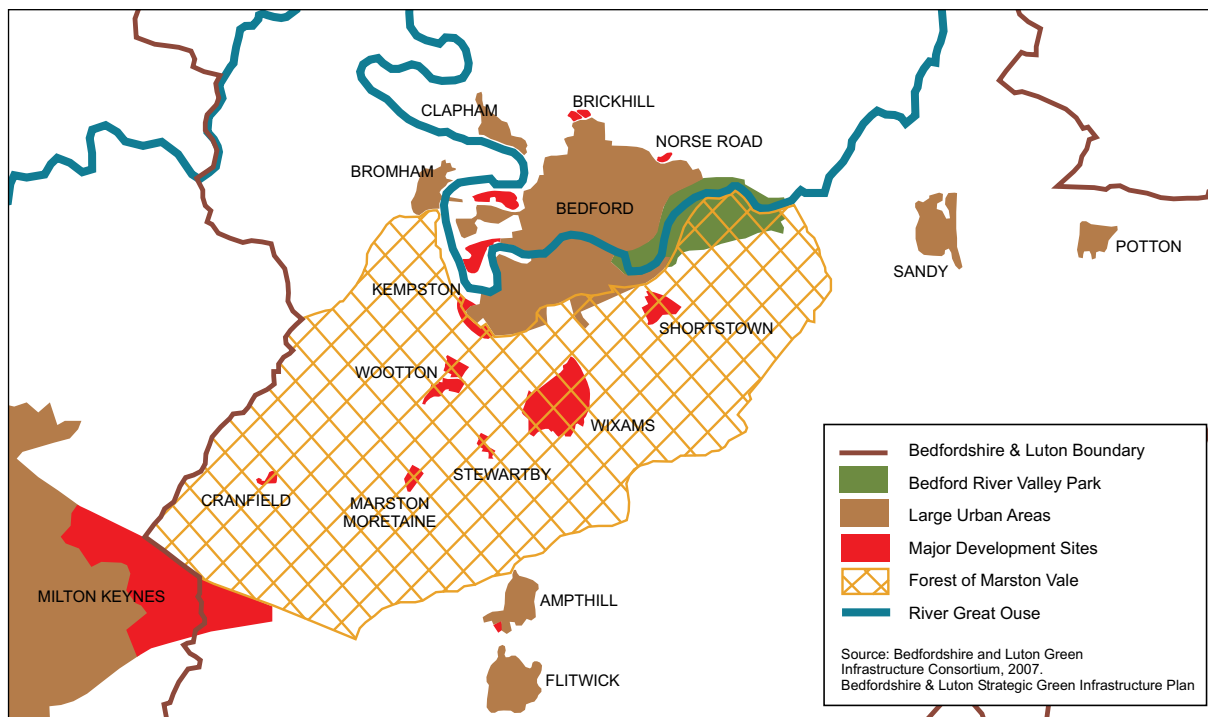 BRICKHILL
CLAPHAM
NORSE ROAD
BROMHAM
BEDFORD
POTTON
SANDY
KEMPSTON
SHORTSTOWN
WOOTTON
WIXAMS
STEWARTBY
CRANFIELD
MARSTON
MORETAINE
MILTON KEYNES
AMPTHILL
FLITWICK
Bedfordshire & Luton Boundary
Bedford River Valley Park
Large Urban Areas
Major Development Sites
Forest of Marston Vale
River Great Ouse
Source: Bedfordshire and Luton Green
Infrastructure Consortium, 2007.
Bedfordshire & Luton Strategic Green Infrastructure Plan